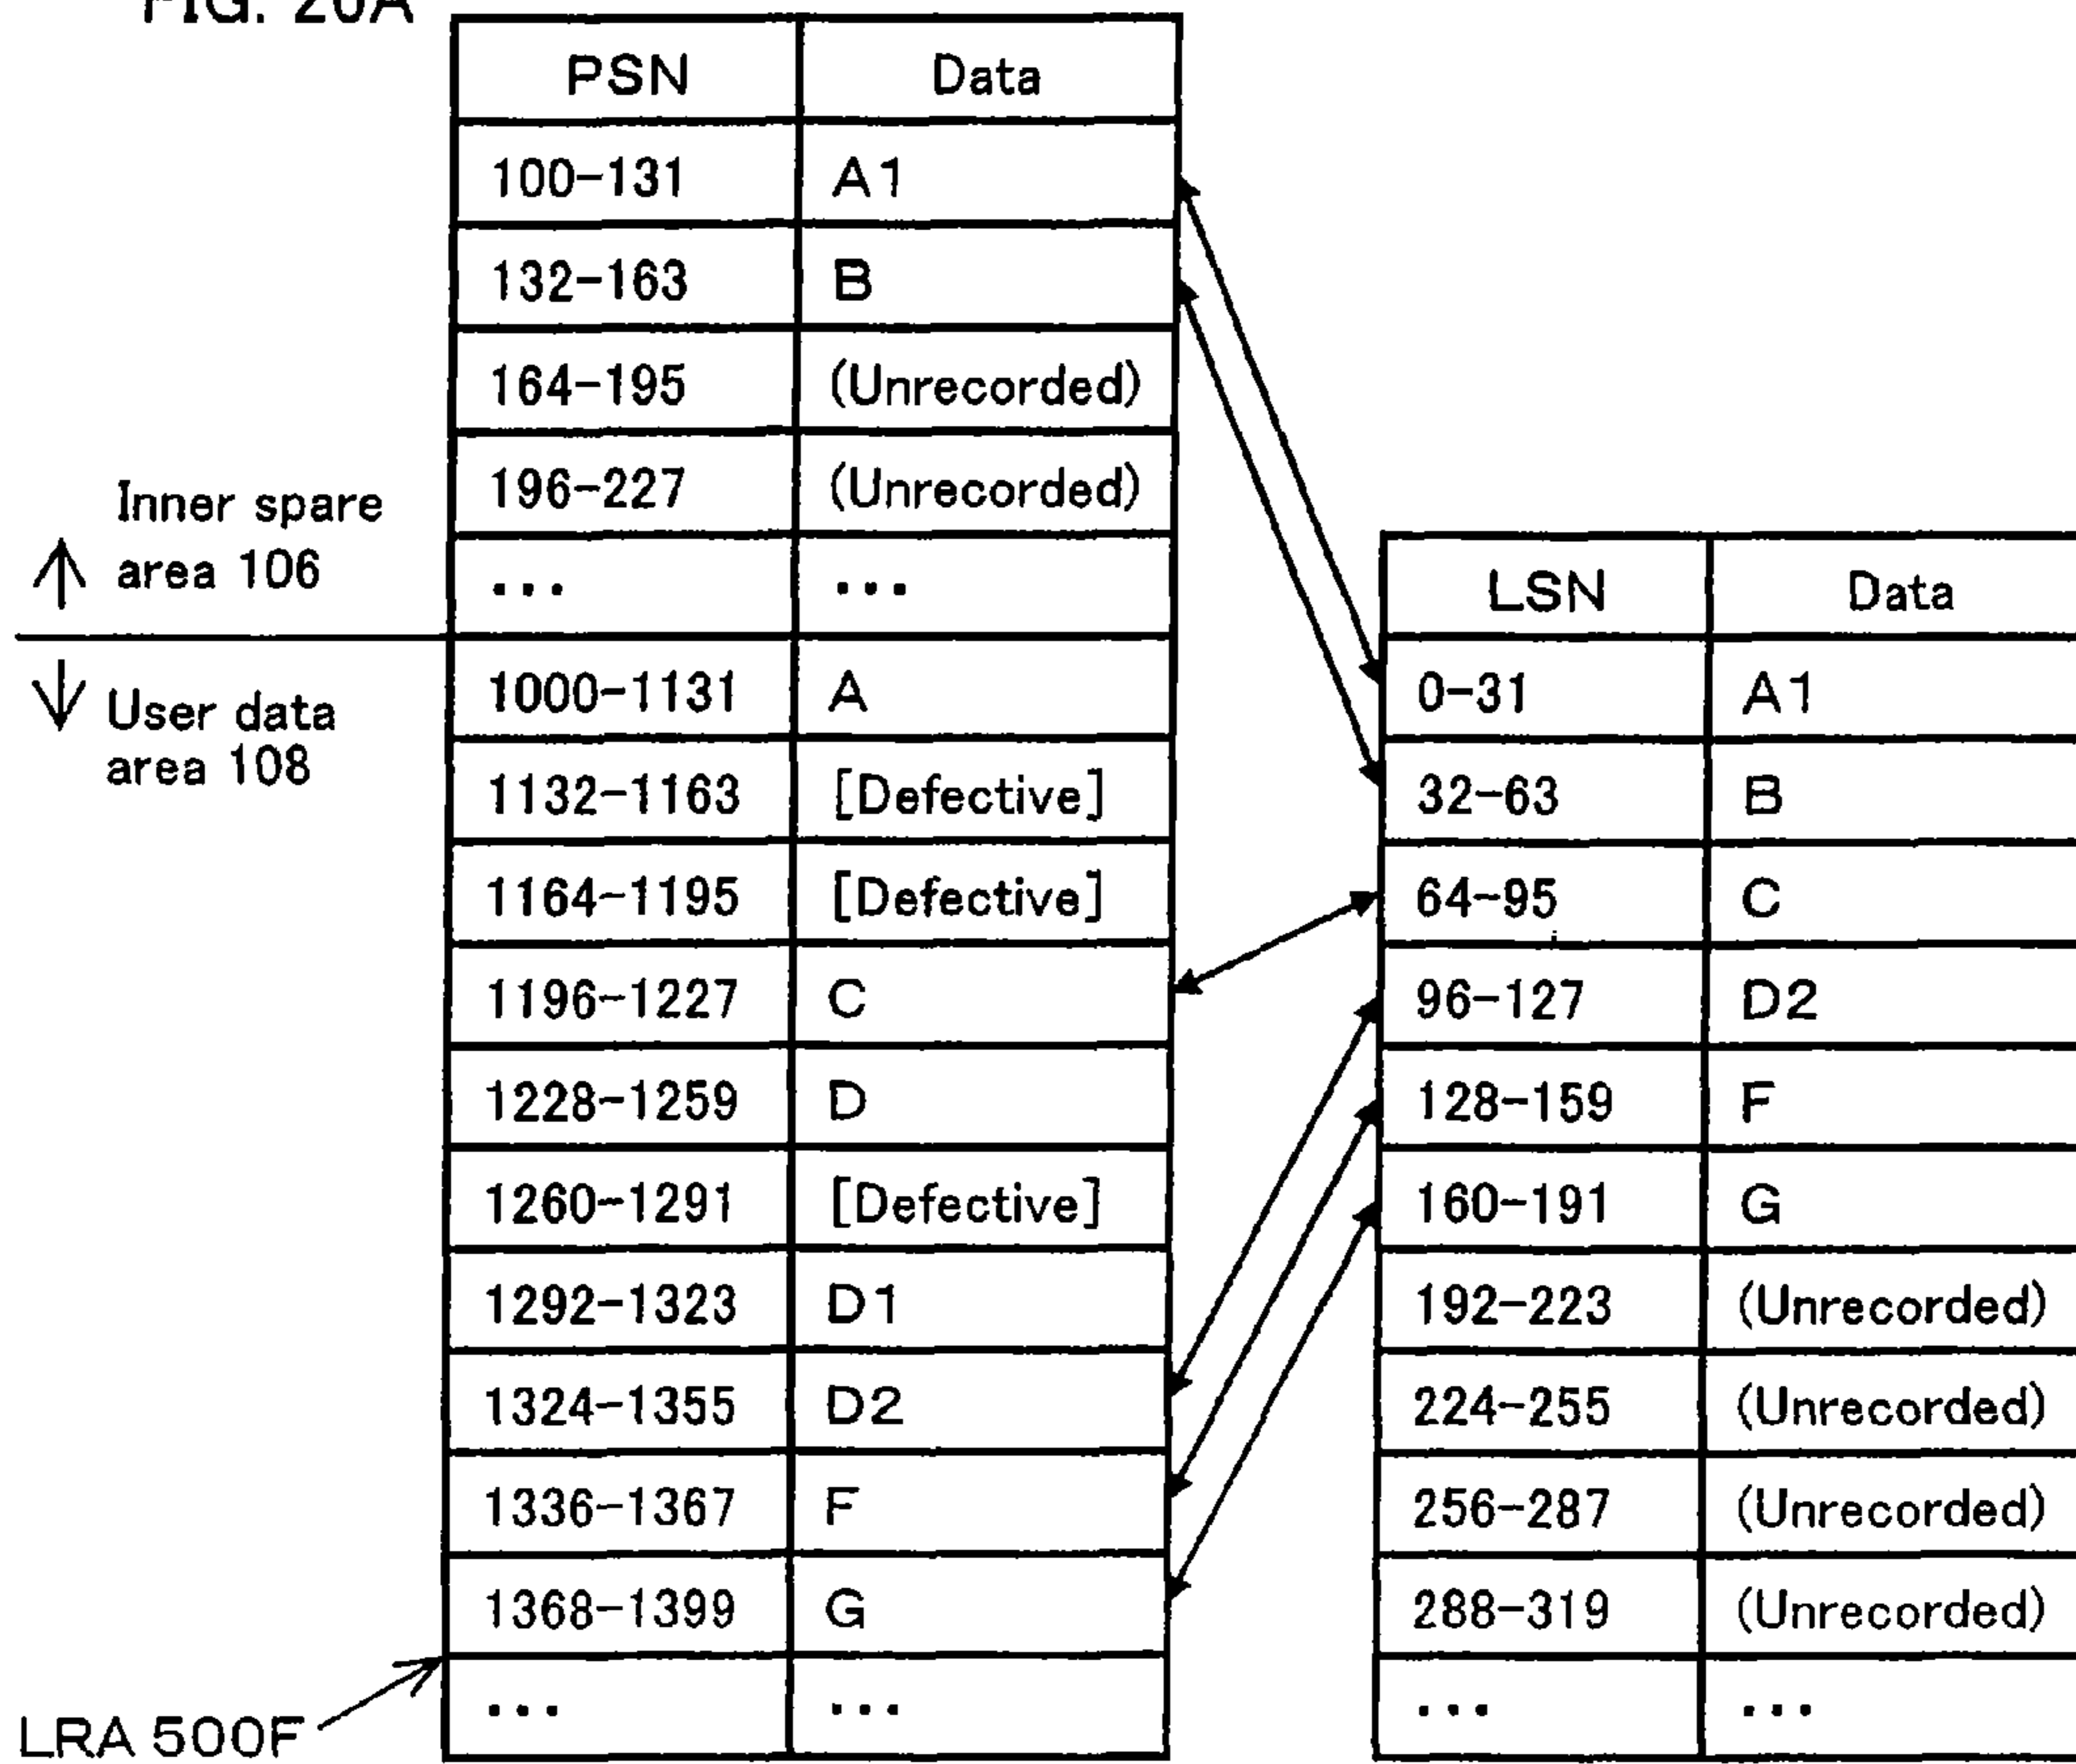 FIG. 20A
PSN Data
100-131 A1
132-163 B
164-195 (Unrecorded)
196-227 (Unrecorded)
... ...
1000-1131 A
1132-1163 [Defective]
1164-1195 [Defective]
1196-1227 C
1228-1259 D
1260-1291 [Defective]
1292-1323 D1
1324-1355 D2
1336-1367 F
1368-1399 G
... ...
Inner spare
area 106
User data
area 108
LRA 500F
LSN Data
0-31 A1
32-63 B
64-95 C
96-127 D2
128-159 F
160-191 G
192-223 (Unrecorded)
224-255 (Unrecorded)
256-287 (Unrecorded)
288-319 (Unrecorded)
... ...